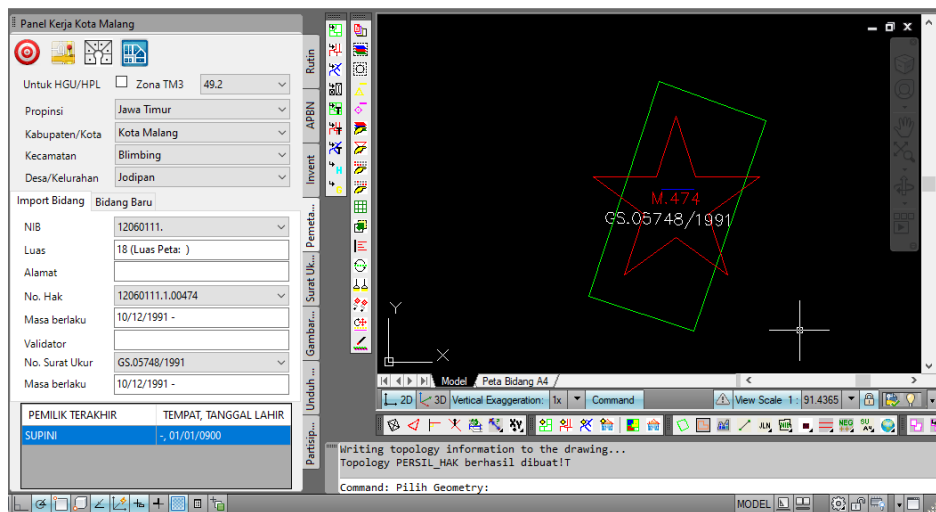 Panel Kerja Kota Malang
Untuk HGU/HPL Zona TM3 49.2
Propinsi Jawa Timur
Kabupaten/Kota Kota Malang
Kecamatan Blimbing
Desa/Kelurahan Jodipan
Import Bidang Bidang Baru
NIB 12060111.
Luas 18 (Luas Peta: )
Alamat
No. Hak 12060111.1.00474
Masa berlaku 10/12/1991 -
Validator
No. Surat Ukur GS.05748/1991
Masa berlaku 10/12/1991 -
PEMILIK TERAKHIR TEMPAT, TANGGAL LAHIR
SUPINI -, 01/01/0900
Rutin
APBN
Invent
Pemeta...
Surat Uk...
Gambar...
Unduh ...
Partisip...
H
G
M.474
GS.05748/1991
Y
X
Model Peta Bidang A4
2D 3D Vertical Exaggeration: 1x Command View Scale 1 : 91.4365
Writing topology information to the drawing...
Topology PERSIL_HAK berhasil dibuat!T
Command: Pilih Geometry:
MODEL